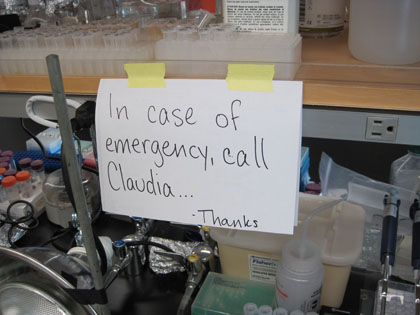 In case of
emergency, call
Claudia...
-Thanks